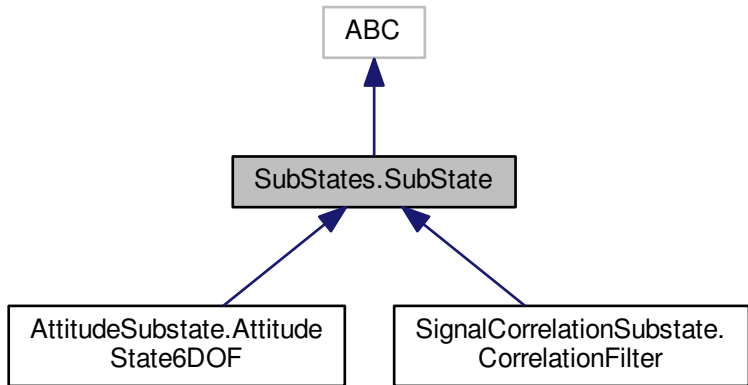 ABC
SubStates.SubState
AttitudeSubstate.Attitude
State6DOF
SignalCorrelationSubstate.
CorrelationFilter